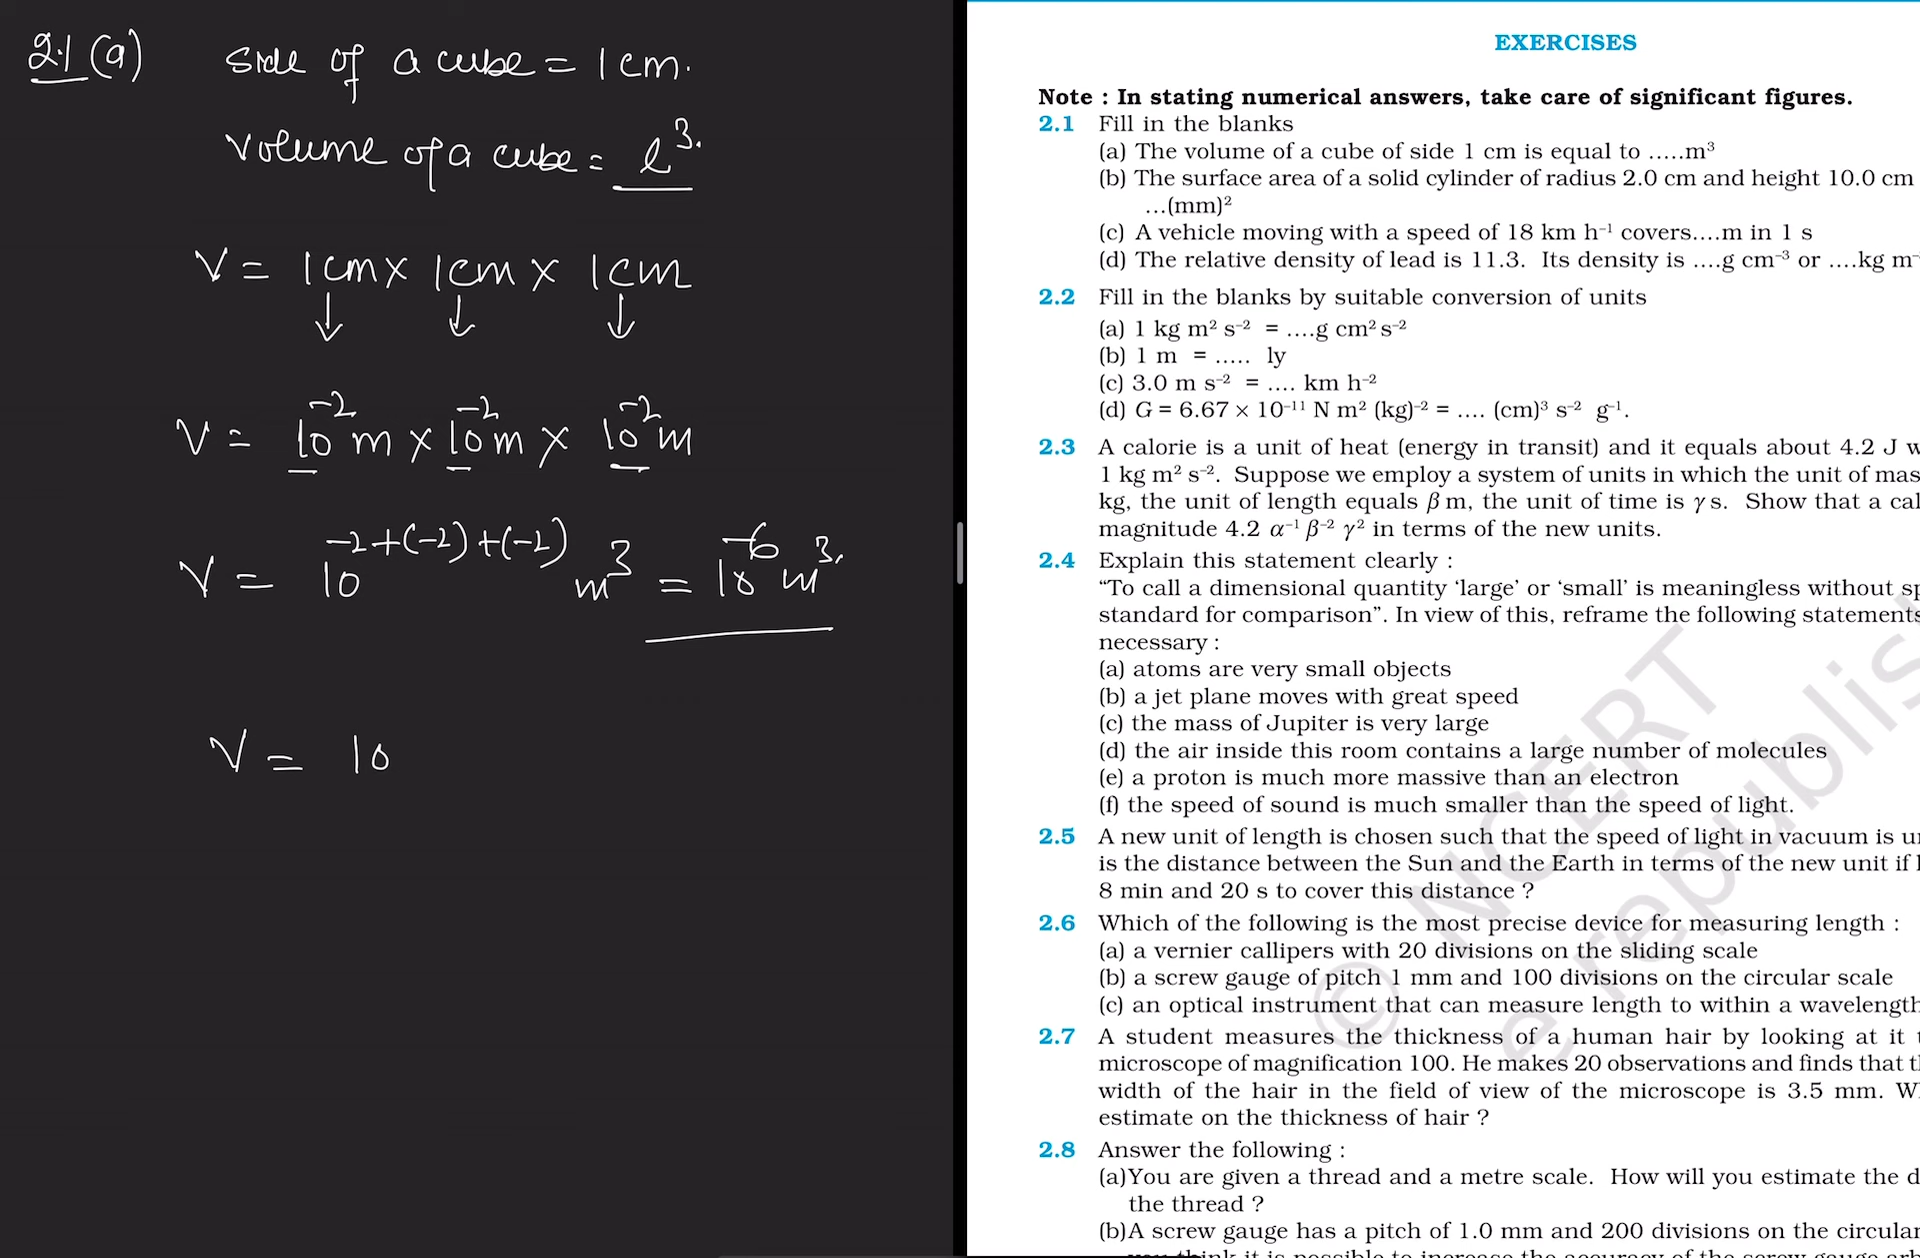 2.1 (a) Side of a cube = 1 cm.
Volume of a cube = l³.
V = 1cm × 1cm × 1cm
↓ ↓ ↓
V = 10⁻² m × 10⁻² m × 10⁻² m
V = 10⁻²⁺⁽⁻²⁾⁺⁽⁻²⁾ m³ = 10⁻⁶ m³.
V = 10
EXERCISES
Note : In stating numerical answers, take care of significant figures.
2.1 Fill in the blanks
(a) The volume of a cube of side 1 cm is equal to .....m³
(b) The surface area of a solid cylinder of radius 2.0 cm and height 10.0 cm
...(mm)²
(c) A vehicle moving with a speed of 18 km h⁻¹ covers....m in 1 s
(d) The relative density of lead is 11.3. Its density is ....g cm⁻³ or ....kg m⁻
2.2 Fill in the blanks by suitable conversion of units
(a) 1 kg m² s⁻² = ....g cm² s⁻²
(b) 1 m = ..... ly
(c) 3.0 m s⁻² = .... km h⁻²
(d) G = 6.67 × 10⁻¹¹ N m² (kg)⁻² = .... (cm)³ s⁻² g⁻¹.
2.3 A calorie is a unit of heat (energy in transit) and it equals about 4.2 J w
1 kg m² s⁻². Suppose we employ a system of units in which the unit of mas
kg, the unit of length equals β m, the unit of time is γ s. Show that a cal
magnitude 4.2 α⁻¹ β⁻² γ² in terms of the new units.
2.4 Explain this statement clearly :
“To call a dimensional quantity ‘large’ or ‘small’ is meaningless without sp
standard for comparison”. In view of this, reframe the following statements
necessary :
(a) atoms are very small objects
(b) a jet plane moves with great speed
(c) the mass of Jupiter is very large
(d) the air inside this room contains a large number of molecules
(e) a proton is much more massive than an electron
(f) the speed of sound is much smaller than the speed of light.
2.5 A new unit of length is chosen such that the speed of light in vacuum is u
is the distance between the Sun and the Earth in terms of the new unit if l
8 min and 20 s to cover this distance ?
2.6 Which of the following is the most precise device for measuring length :
(a) a vernier callipers with 20 divisions on the sliding scale
(b) a screw gauge of pitch 1 mm and 100 divisions on the circular scale
(c) an optical instrument that can measure length to within a wavelength
2.7 A student measures the thickness of a human hair by looking at it t
microscope of magnification 100. He makes 20 observations and finds that t
width of the hair in the field of view of the microscope is 3.5 mm. W
estimate on the thickness of hair ?
2.8 Answer the following :
(a)You are given a thread and a metre scale. How will you estimate the d
the thread ?
(b)A screw gauge has a pitch of 1.0 mm and 200 divisions on the circular
© NCERT
e republis